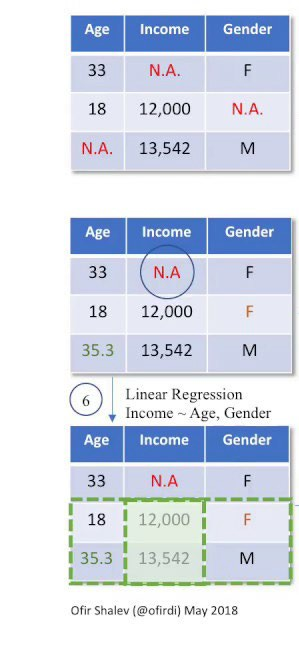 Age Income Gender
33 N.A. F
18 12,000 N.A.
N.A. 13,542 M
Age Income Gender
33 N.A F
18 12,000 F
35.3 13,542 M
6 Linear Regression
Income ~ Age, Gender
Age Income Gender
33 N.A F
18 12,000 F
35.3 13,542 M
Ofir Shalev (@ofirdi) May 2018